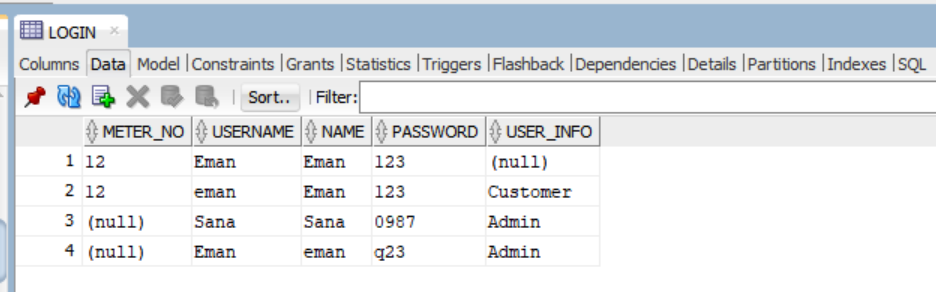 LOGIN
Columns Data Model Constraints Grants Statistics Triggers Flashback Dependencies Details Partitions Indexes SQL
Sort.. Filter:
METER_NO USERNAME NAME PASSWORD USER_INFO
1 12 Eman Eman 123 (null)
2 12 eman Eman 123 Customer
3 (null) Sana Sana 0987 Admin
4 (null) Eman eman q23 Admin